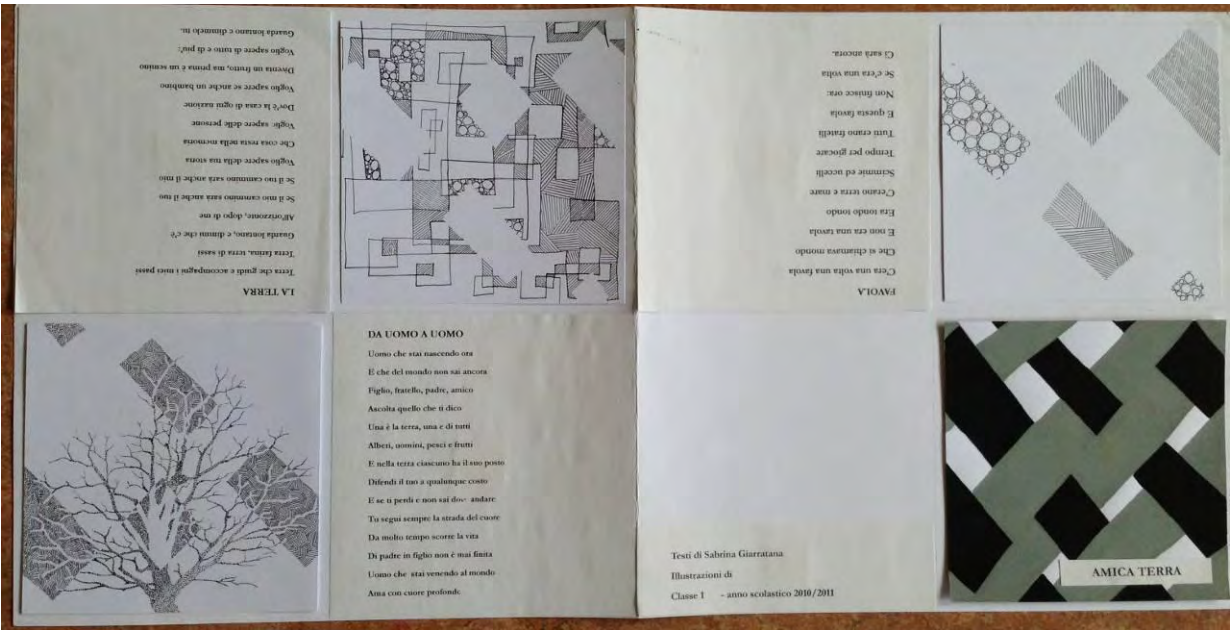 LA TERRA
Terra che guidi e accompagni i miei passi
Terra farina, terra di sassi
Guarda lontano, e dimmi che c'è
All'orizzonte, dopo di me
Se il mio cammino sarà anche il tuo
Se il tuo cammino sarà anche il mio
Voglio sapere della tua storia
Che cosa resta nella memoria
Voglio sapere delle persone
Dov'è la casa di ogni nazione
Voglio sapere se anche un bambino
Diventa un frutto, ma prima è un semino
Voglio sapere di tutto e di piu':
Guarda lontano e dimmelo tu.
FAVOLA
C'era una volta una favola
Che si chiamava mondo
E non era una tavola
Era tondo tondo
C'erano terra e mare
Scimmie ed uccelli
Tempo per giocare
Tutti erano fratelli
E questa favola
Non finisce ora:
Se c'era una volta
Ci sarà ancora.
DA UOMO A UOMO
Uomo che stai nascendo ora
E che del mondo non sai ancora
Figlio, fratello, padre, amico
Ascolta quello che ti dico
Una è la terra, una e di tutti
Alberi, uomini, pesci e frutti
E nella terra ciascuno ha il suo posto
Difendi il tuo a qualunque costo
E se ti perdi e non sai dove andare
Tu segui sempre la strada del cuore
Da molto tempo scorre la vita
Di padre in figlio non è mai finita
Uomo che stai venendo al mondo
Ama con cuore profondo
Testi di Sabrina Giarratana
Illustrazioni di
Classe 1 - anno scolastico 2010/2011
AMICA TERRA